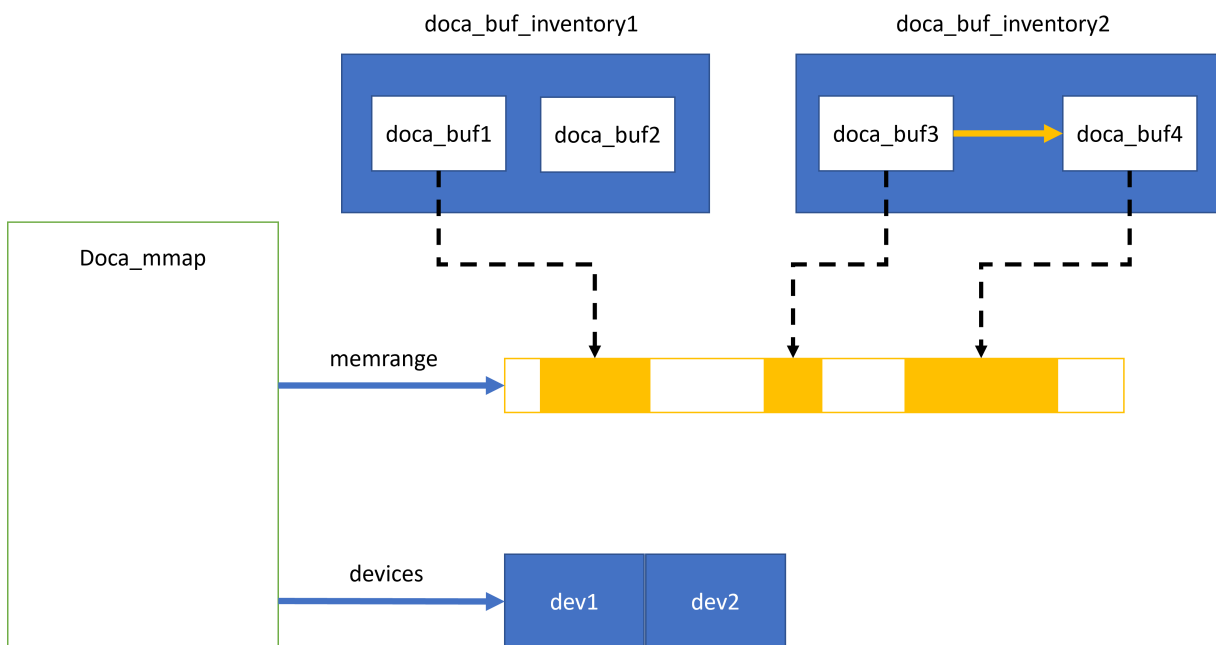 doca_buf_inventory1
doca_buf_inventory2
doca_buf1
doca_buf2
doca_buf3
doca_buf4
Doca_mmap
memrange
devices
dev1
dev2